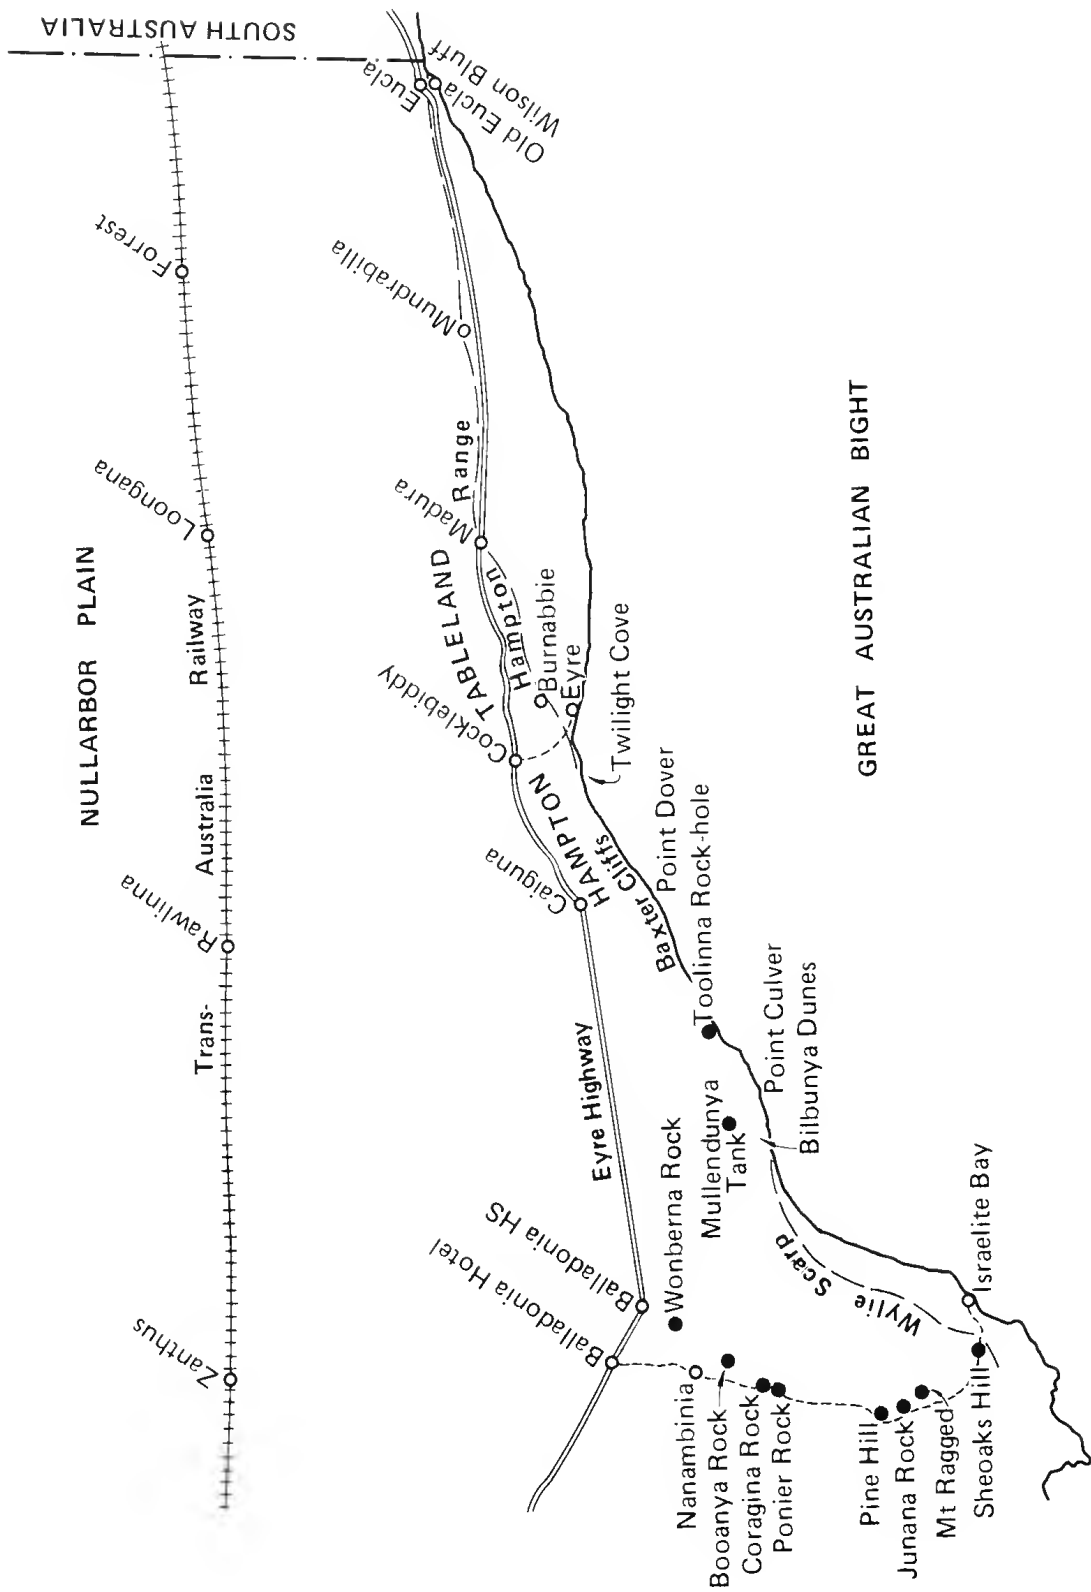 NULLARBOR PLAIN
SOUTH AUSTRALIA
Zanthus
Rawlinna
Loongana
Forrest
Trans-
Australia
Railway
Balladonia Hotel
Balladonia HS
Eyre Highway
Caiguna
Cocklebiddy
Madura
oMundrabilla
Eucla
Old Eucla
Wilson Bluff
HAMPTON
TABLELAND
Hampton
Range
Burnabbie
Eyre
Twilight Cove
Baxter Cliffs
Point Dover
Toolinna Rock-hole
Wonberna Rock
Mullendunya
Tank
Point Culver
Bilbunya Dunes
Wylie Scarp
Israelite Bay
Nanambinia
Booanya Rock
Coragina Rock
Ponier Rock
Pine Hill
Junana Rock
Mt Ragged
Sheoaks Hill
GREAT AUSTRALIAN BIGHT